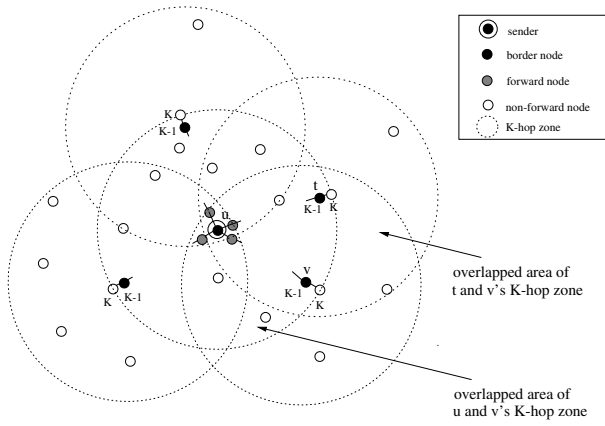 sender
border node
forward node
non-forward node
K-hop zone
K
K-1
t
K-1
K
u
overlapped area of
t and v's K-hop zone
v
K-1
K
K-1
K
overlapped area of
u and v's K-hop zone